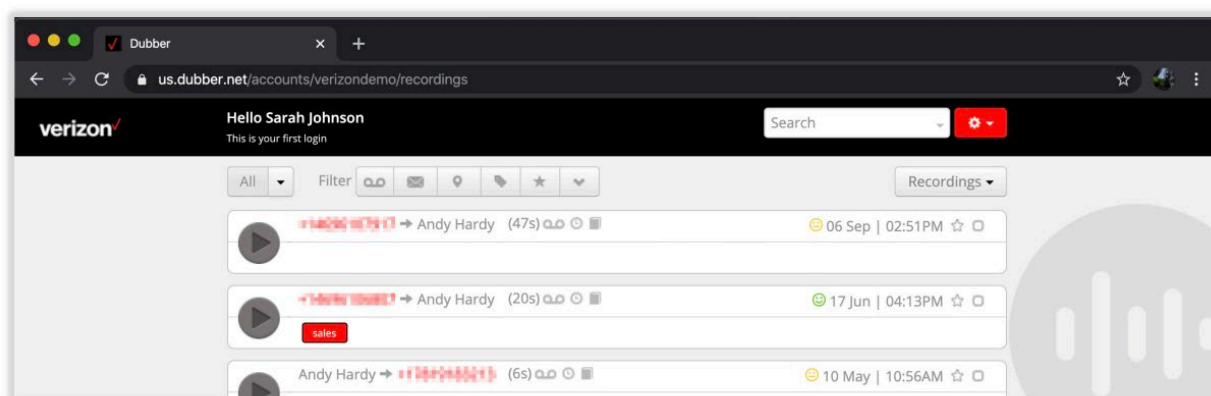 Dubber
us.dubber.net/accounts/verizondemo/recordings
verizon
Hello Sarah Johnson
This is your first login
Search
All
Filter
Recordings
Andy Hardy (47s)
06 Sep | 02:51PM
Andy Hardy (20s)
17 Jun | 04:13PM
sales
Andy Hardy
(6s)
10 May | 10:56AM